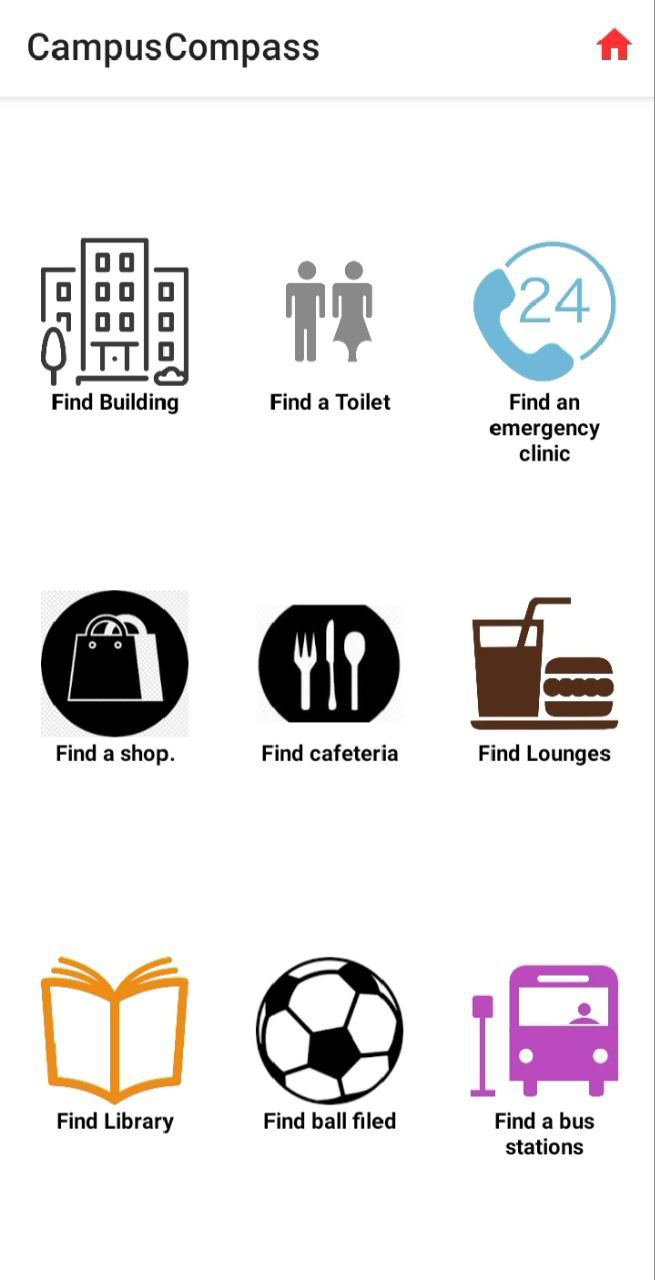 CampusCompass
24
Find Building
Find a Toilet
Find an
emergency
clinic
Find a shop.
Find cafeteria
Find Lounges
Find Library
Find ball filed
Find a bus
stations